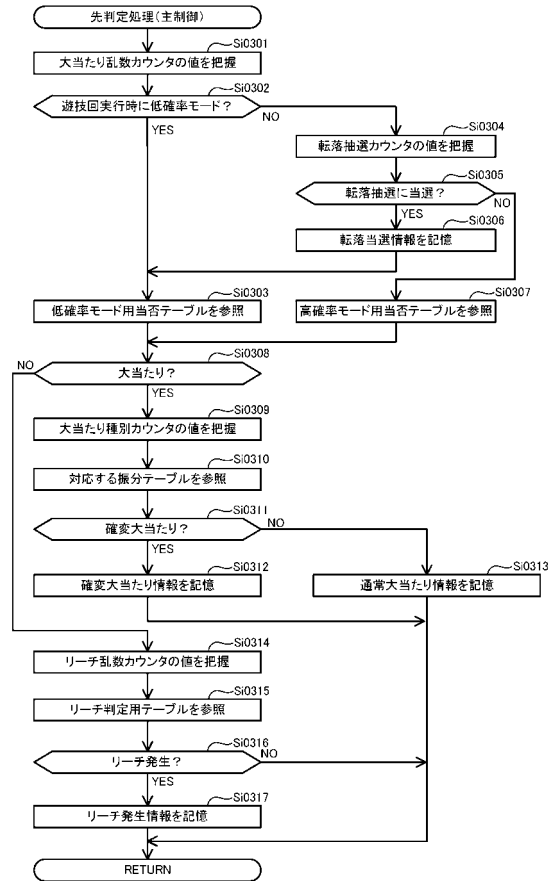 先判定処理(主制御)
Si0301
大当たり乱数カウンタの値を把握
Si0302
遊技回実行時に低確率モード?
NO
YES
Si0304
転落抽選カウンタの値を把握
Si0305
転落抽選に当選?
NO
YES
Si0306
転落当選情報を記憶
Si0303
低確率モード用当否テーブルを参照
Si0307
高確率モード用当否テーブルを参照
Si0308
NO
大当たり?
YES
Si0309
大当たり種別カウンタの値を把握
Si0310
対応する振分テーブルを参照
Si0311
確変大当たり?
NO
YES
Si0312
確変大当たり情報を記憶
Si0313
通常大当たり情報を記憶
Si0314
リーチ乱数カウンタの値を把握
Si0315
リーチ判定用テーブルを参照
Si0316
リーチ発生?
NO
YES
Si0317
リーチ発生情報を記憶
RETURN